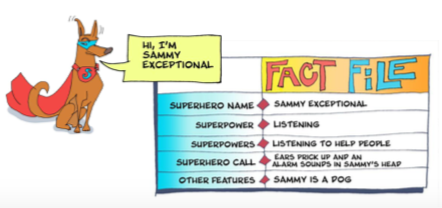 HI, I'M
SAMMY
EXCEPTIONAL
FACT FILE
SUPERHERO NAME ◆ SAMMY EXCEPTIONAL
SUPERPOWER ◆ LISTENING
SUPERPOWERS ◆ LISTENING TO HELP PEOPLE
SUPERHERO CALL ◆ EARS PRICK UP AND AN
ALARM SOUNDS IN SAMMY'S HEAD
OTHER FEATURES ◆ SAMMY IS A DOG